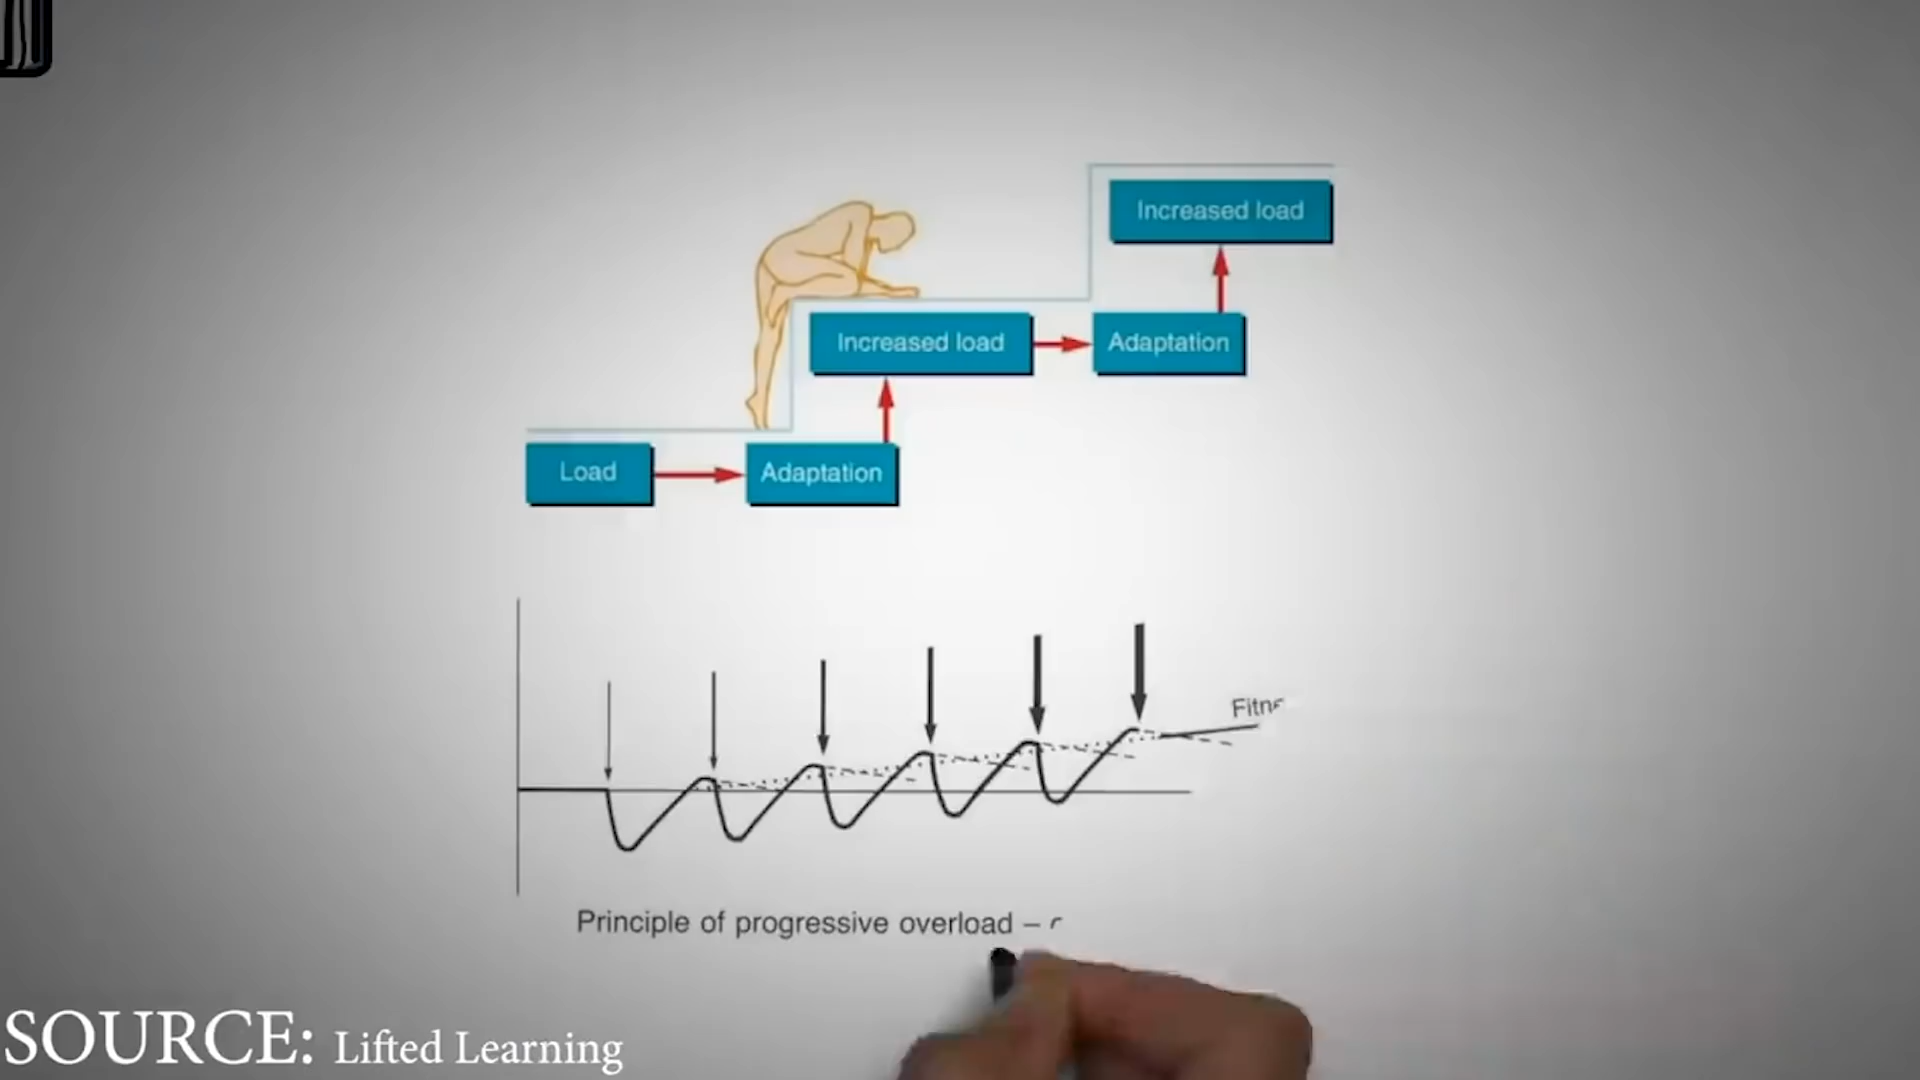 Increased load
Increased load
Adaptation
Load
Adaptation
Principle of progressive overload –
SOURCE: Lifted Learning